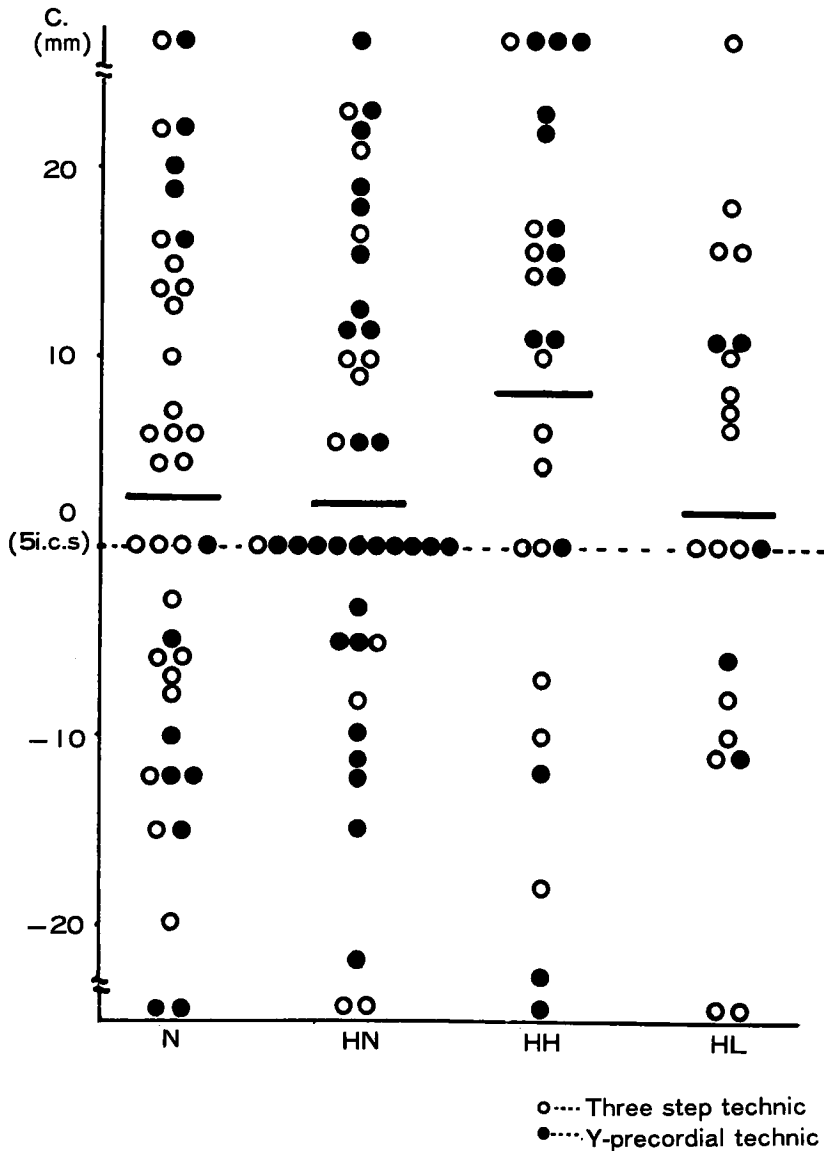 C.
(mm)
20
10
0
(5i.c.s)
−10
−20
N HN HH HL
Three step technic
Y-precordial technic